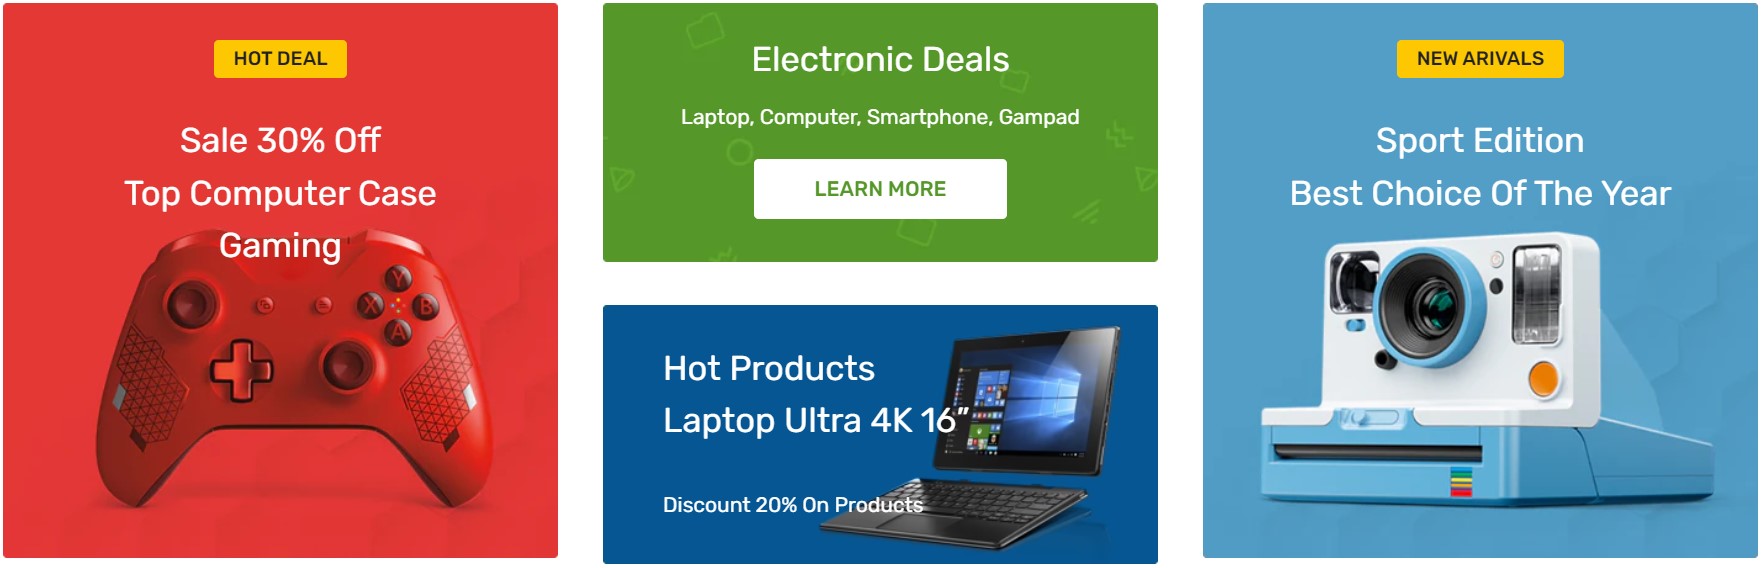 HOT DEAL
Sale 30% Off
Top Computer Case
Gaming
Y
X
B
A
Electronic Deals
Laptop, Computer, Smartphone, Gampad
LEARN MORE
Hot Products
Laptop Ultra 4K 16”
Discount 20% On Products
NEW ARIVALS
Sport Edition
Best Choice Of The Year